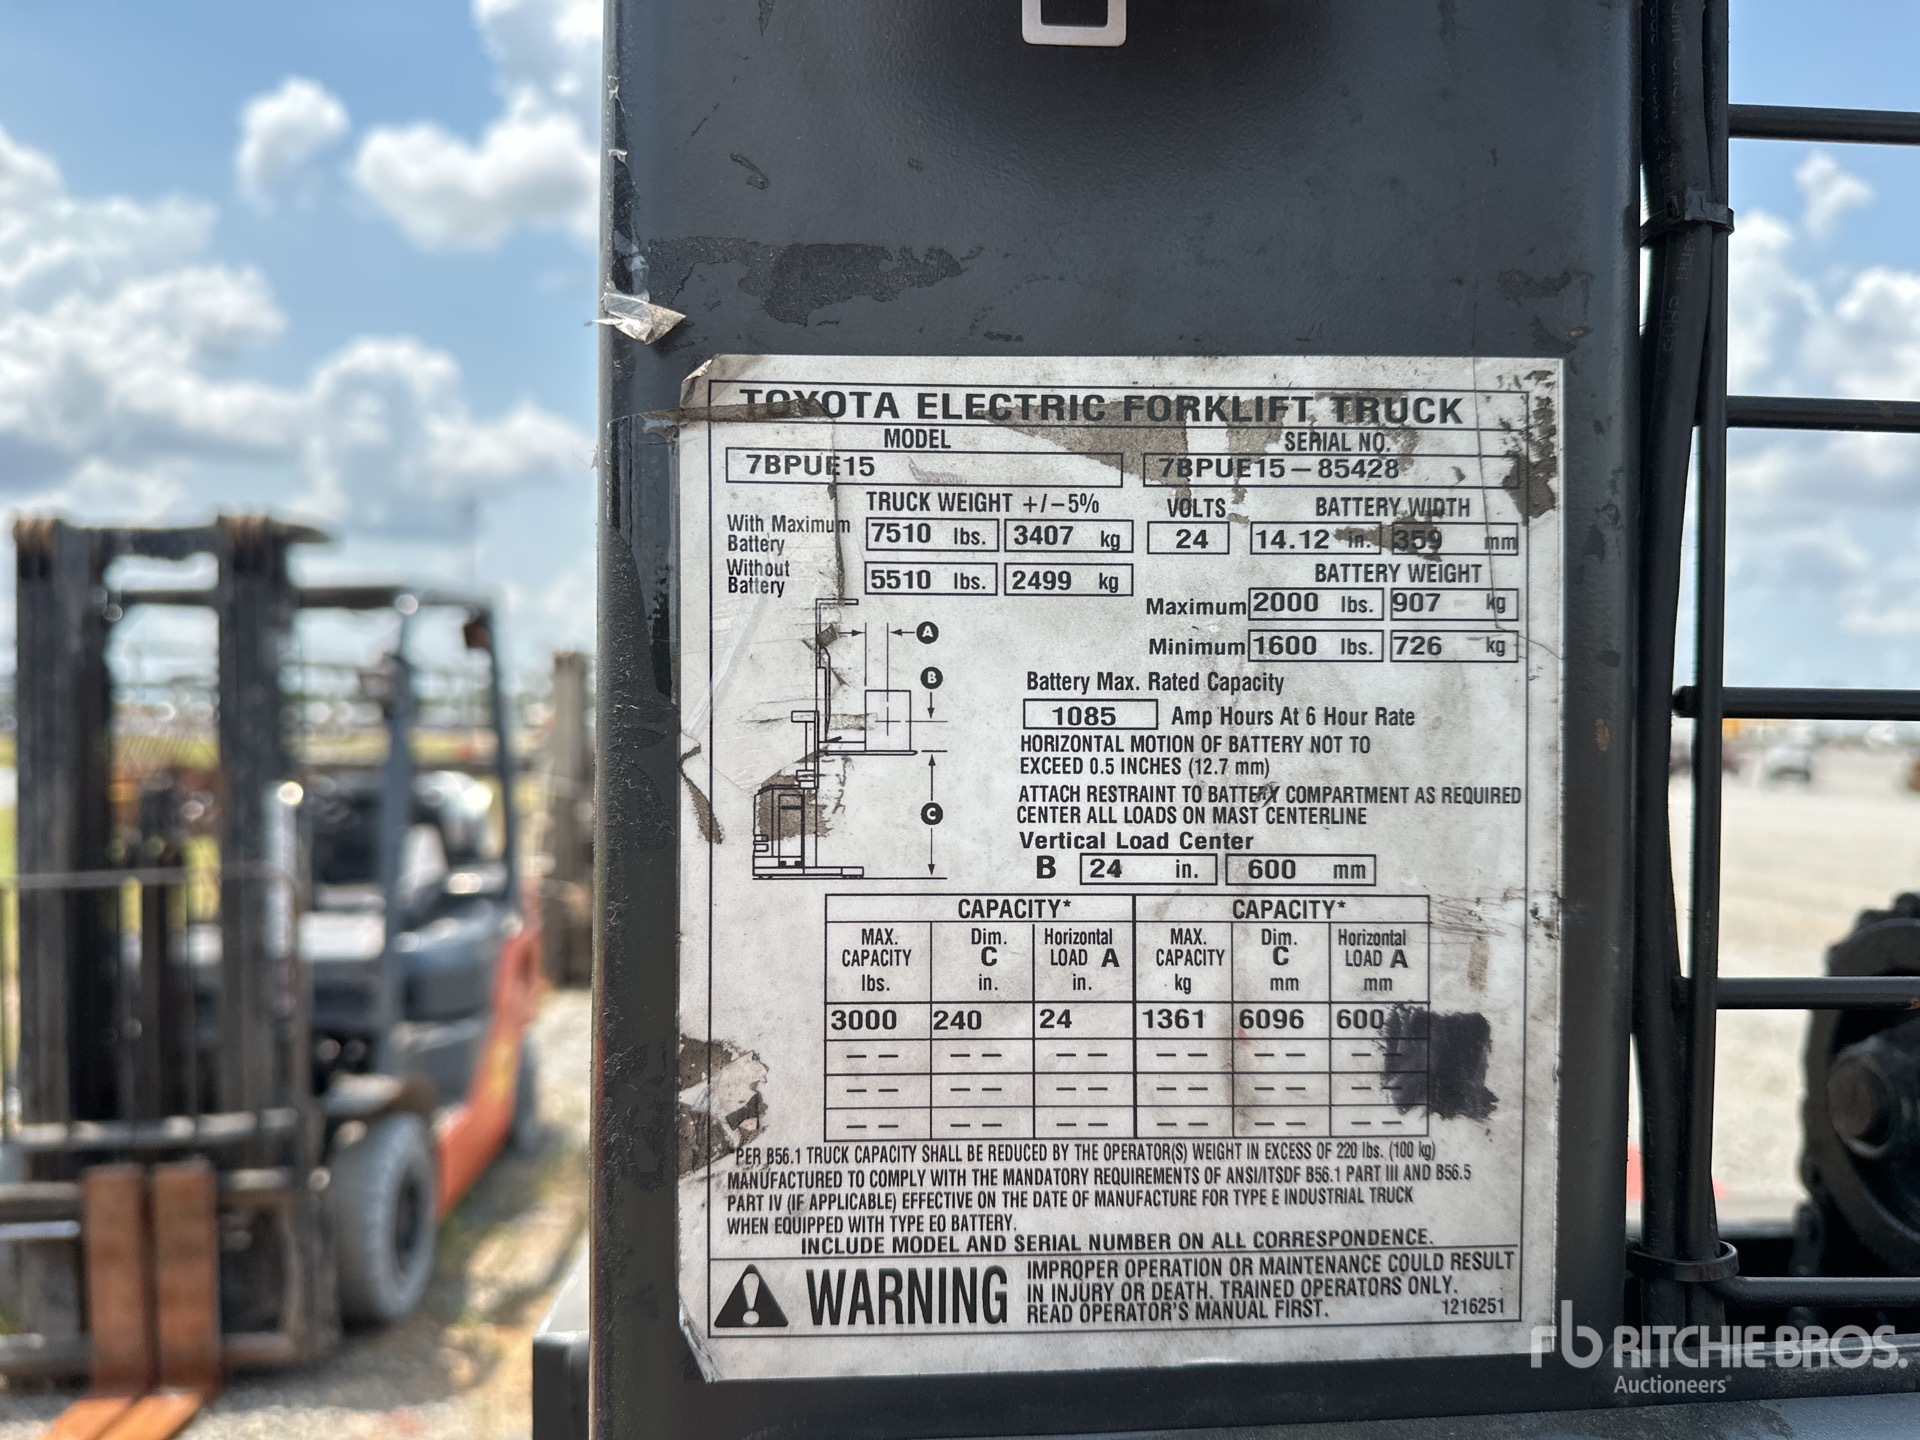 TOYOTA ELECTRIC FORKLIFT TRUCK
MODEL SERIAL NO.
7BPUE15 7BPUE15-85428
TRUCK WEIGHT +/-5% VOLTS BATTERY WIDTH
With Maximum Battery 7510 lbs. 3407 kg 24 14.12 in. 359 mm
Without Battery 5510 lbs. 2499 kg
BATTERY WEIGHT
Maximum 2000 lbs. 907 kg
Minimum 1600 lbs. 726 kg
A
B
C
Battery Max. Rated Capacity
1085 Amp Hours At 6 Hour Rate
HORIZONTAL MOTION OF BATTERY NOT TO
EXCEED 0.5 INCHES (12.7 mm)
ATTACH RESTRAINT TO BATTERY COMPARTMENT AS REQUIRED
CENTER ALL LOADS ON MAST CENTERLINE
Vertical Load Center
B 24 in. 600 mm
CAPACITY* CAPACITY*
MAX. CAPACITY lbs. Dim. C in. Horizontal LOAD A in. MAX. CAPACITY kg Dim. C mm Horizontal LOAD A mm
3000 240 24 1361 6096 600
-- -- -- -- -- --
-- -- -- -- -- --
-- -- -- -- -- --
*PER B56.1 TRUCK CAPACITY SHALL BE REDUCED BY THE OPERATOR(S) WEIGHT IN EXCESS OF 220 lbs. (100 kg)
MANUFACTURED TO COMPLY WITH THE MANDATORY REQUIREMENTS OF ANSI/ITSDF B56.1 PART III AND B56.5
PART IV (IF APPLICABLE) EFFECTIVE ON THE DATE OF MANUFACTURE FOR TYPE E INDUSTRIAL TRUCK
WHEN EQUIPPED WITH TYPE EO BATTERY.
INCLUDE MODEL AND SERIAL NUMBER ON ALL CORRESPONDENCE.
WARNING
IMPROPER OPERATION OR MAINTENANCE COULD RESULT
IN INJURY OR DEATH. TRAINED OPERATORS ONLY.
READ OPERATOR'S MANUAL FIRST. 1216251
rb RITCHIE BROS.
Auctioneers®